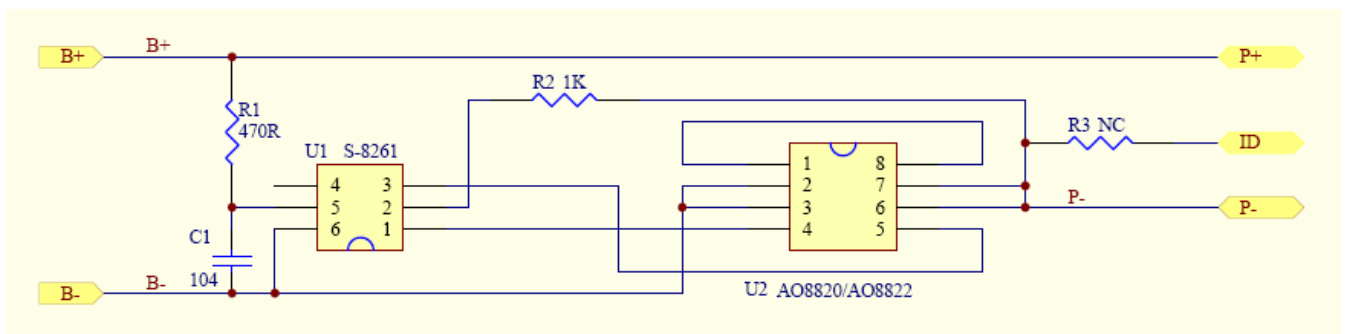 B+ B+ P+
R2 1K
R1
470R
R3 NC ID
U1 S-8261
4 3
5 2
6 1
1 8
2 7
3 6
4 5
P- P-
C1
104
B- B-
U2 AO8820/AO8822